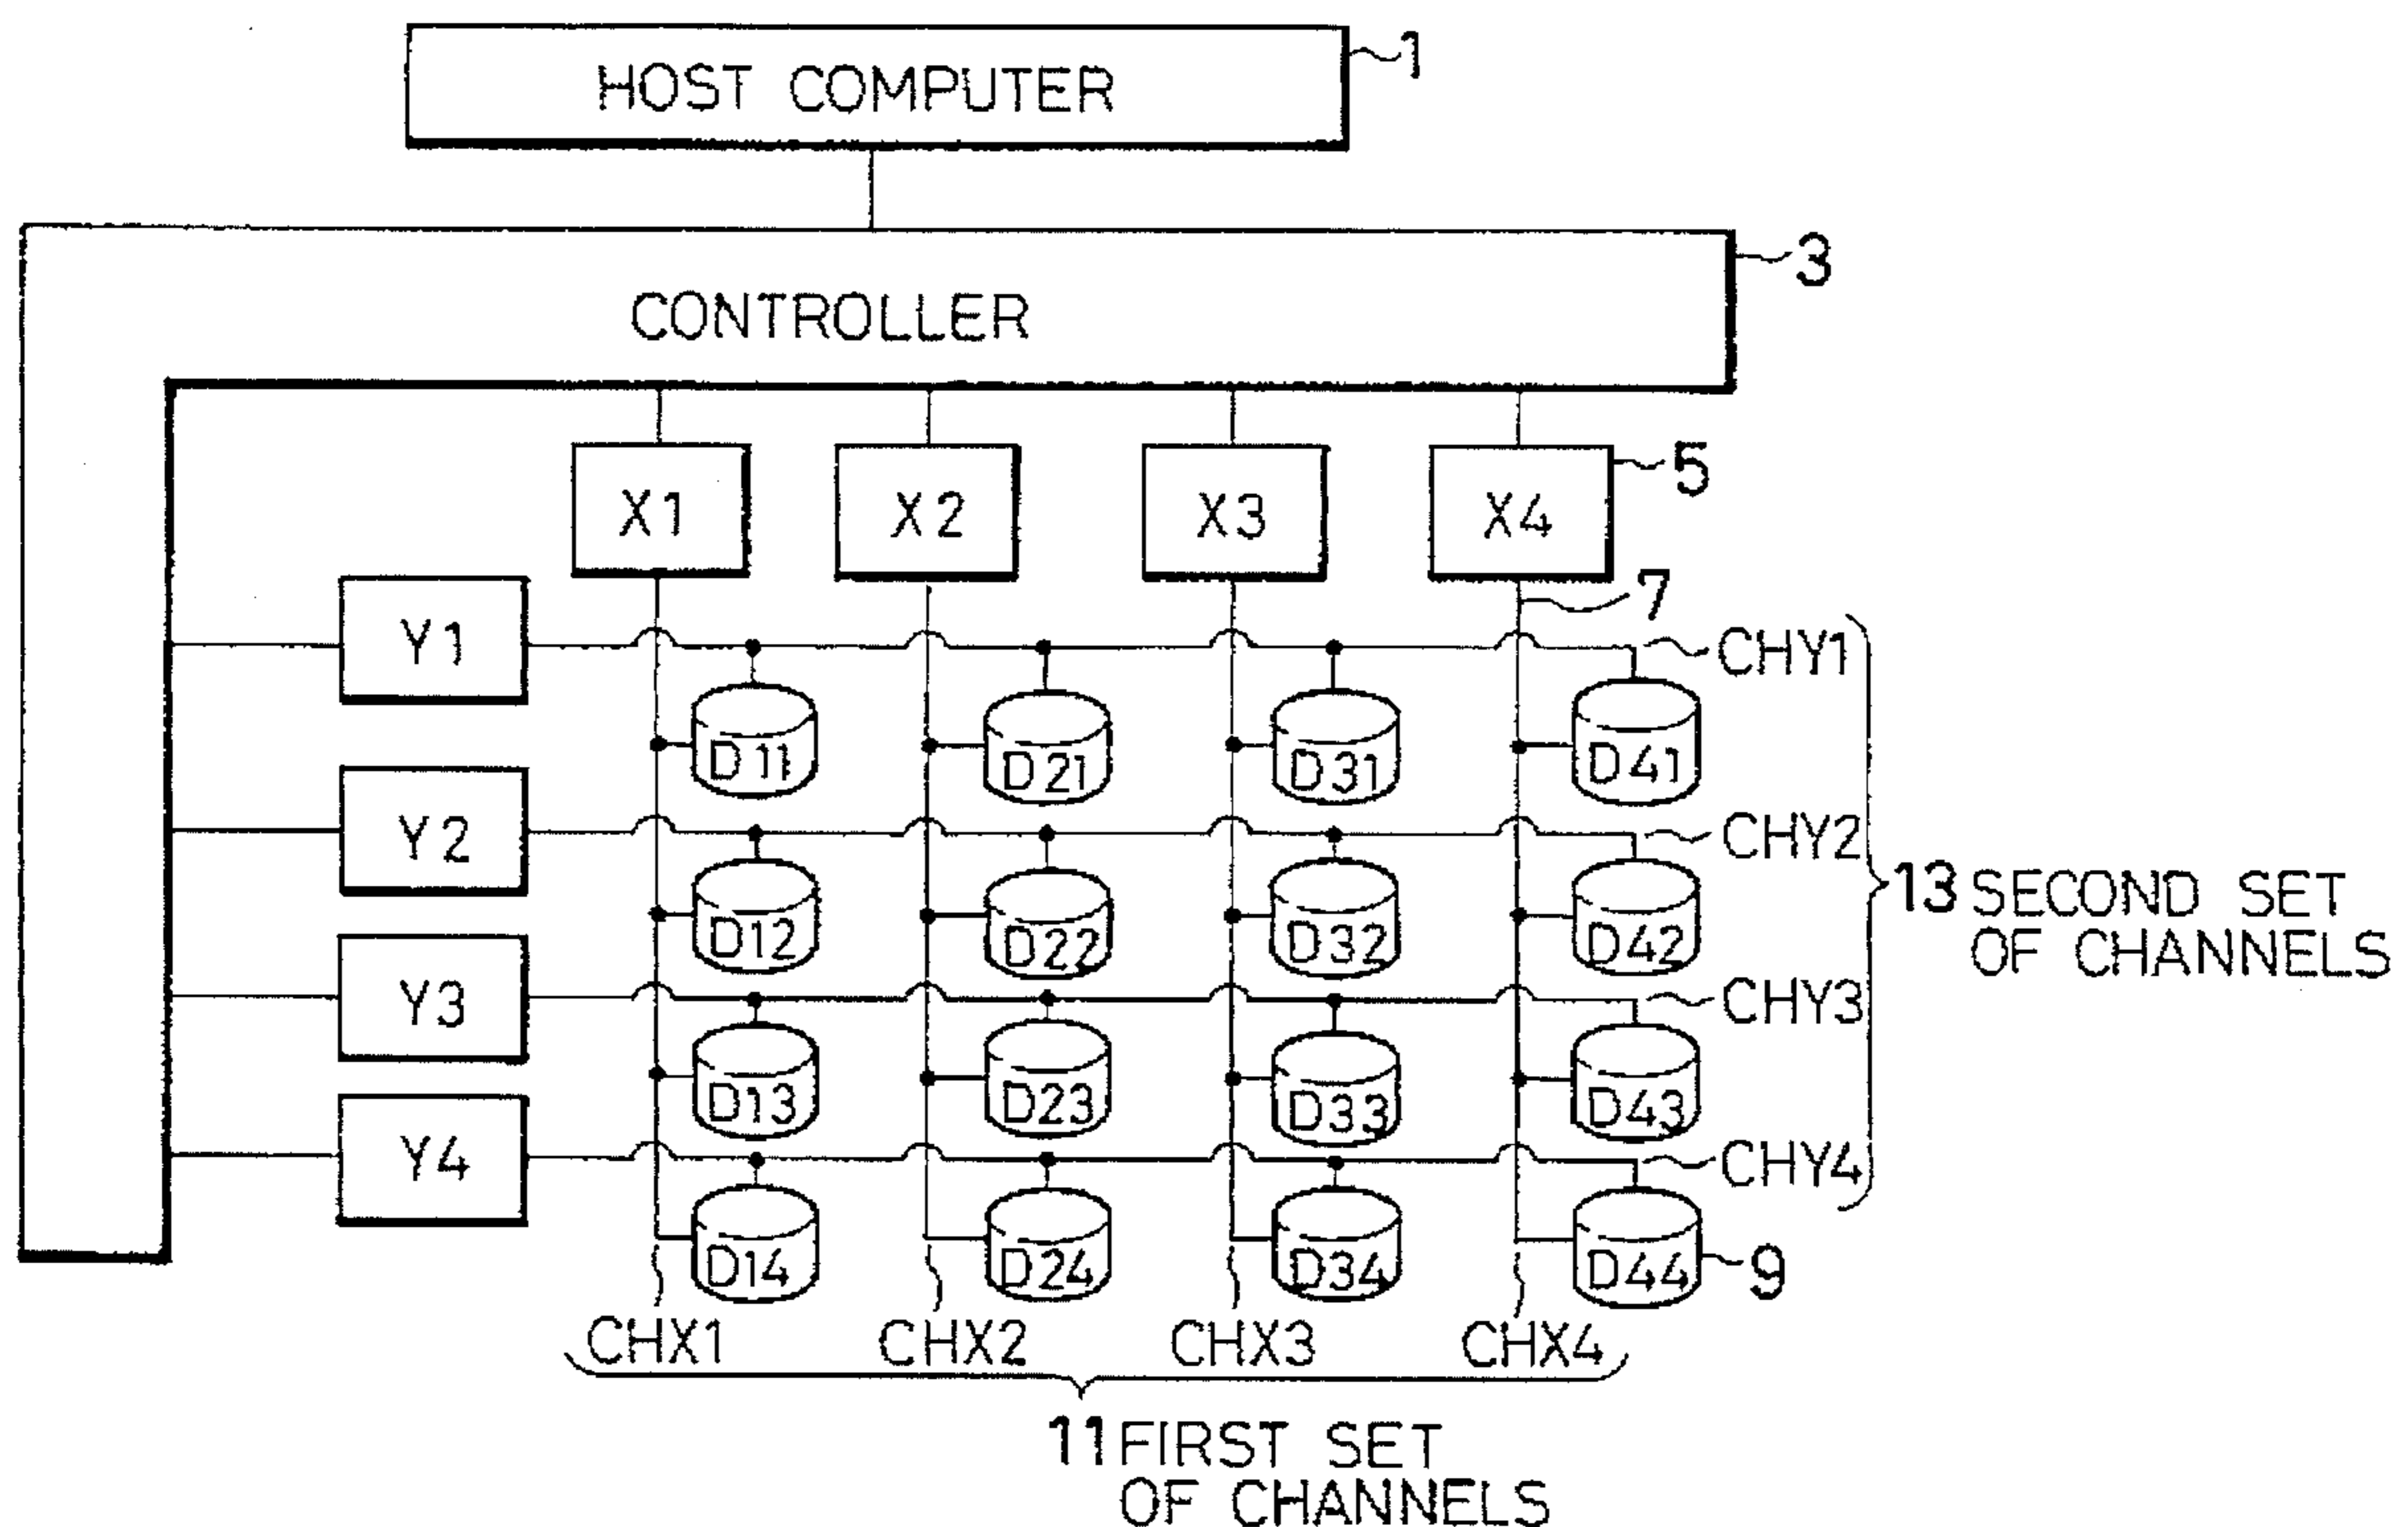 HOST COMPUTER
1
CONTROLLER
3
X1 X2 X3 X4
5
7
Y1
CHY1
D11 D21 D31 D41
Y2
CHY2
D12 D22 D32 D42
13 SECOND SET
OF CHANNELS
Y3
CHY3
D13 D23 D33 D43
Y4
CHY4
D14 D24 D34 D44
9
CHX1 CHX2 CHX3 CHX4
11 FIRST SET
OF CHANNELS